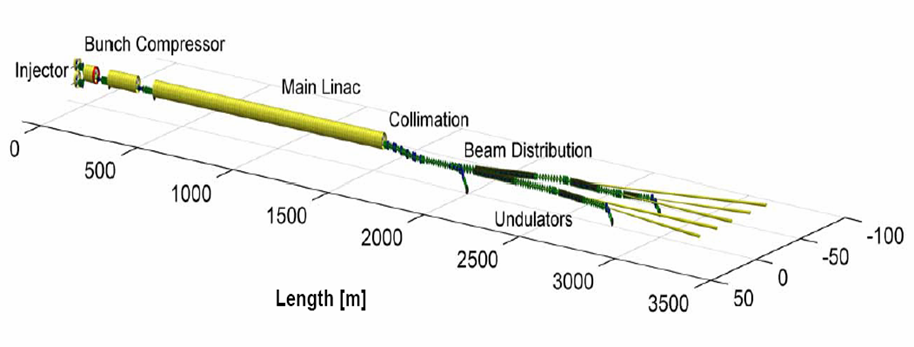 Bunch Compressor
Injector
Main Linac
Collimation
Beam Distribution
Undulators
0
500
1000
1500
2000
2500
3000
3500
50
0
-50
-100
Length [m]